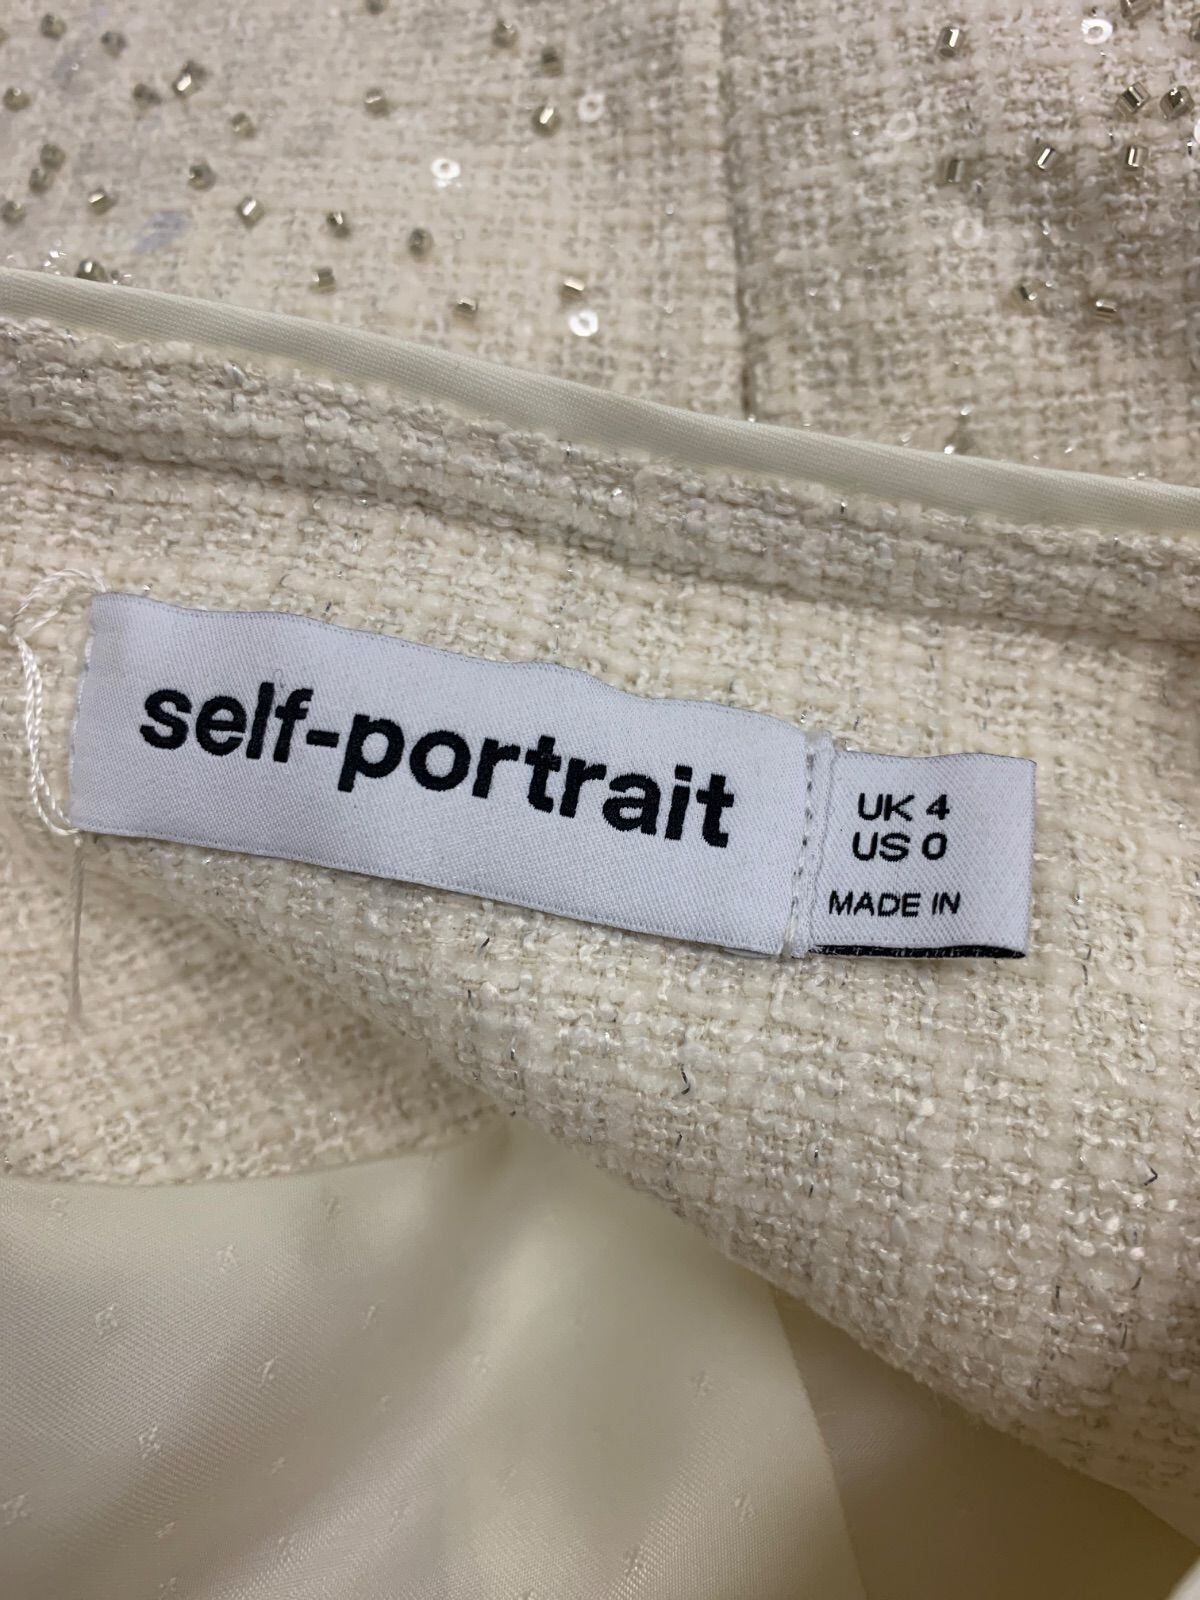 self-portrait
UK 4
US 0
MADE IN